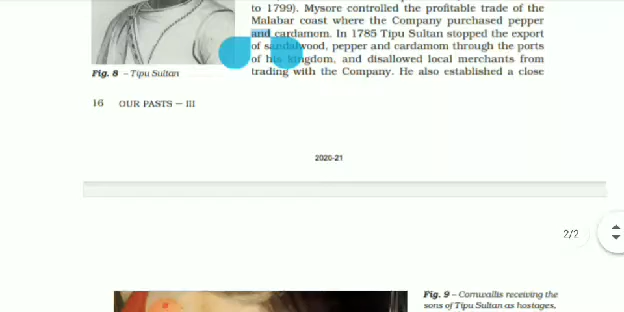 to 1799). Mysore controlled the profitable trade of the
Malabar coast where the Company purchased pepper
and cardamom. In 1785 Tipu Sultan stopped the export
of sandalwood, pepper and cardamom through the ports
of his kingdom, and disallowed local merchants from
trading with the Company. He also established a close
Fig. 8 – Tipu Sultan
16 OUR PASTS – III
2020-21
2/2
Fig. 9 – Cornwallis receiving the
sons of Tipu Sultan as hostages,